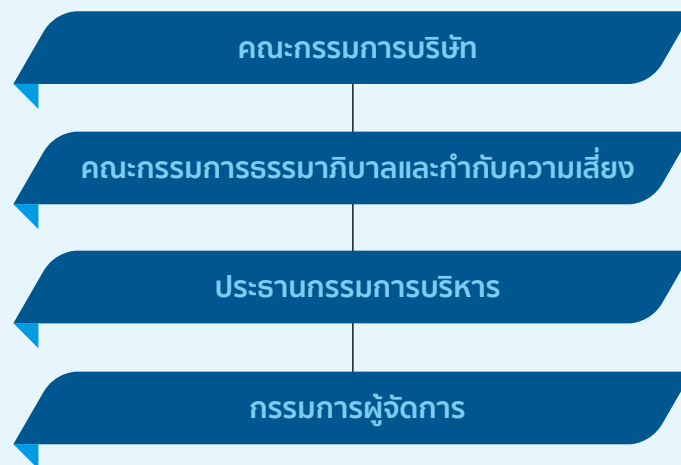 คณะกรรมการบริษัท
คณะกรรมการธรรมาภิบาลและกำกับความเสี่ยง
ประธานกรรมการบริหาร
กรรมการผู้จัดการ